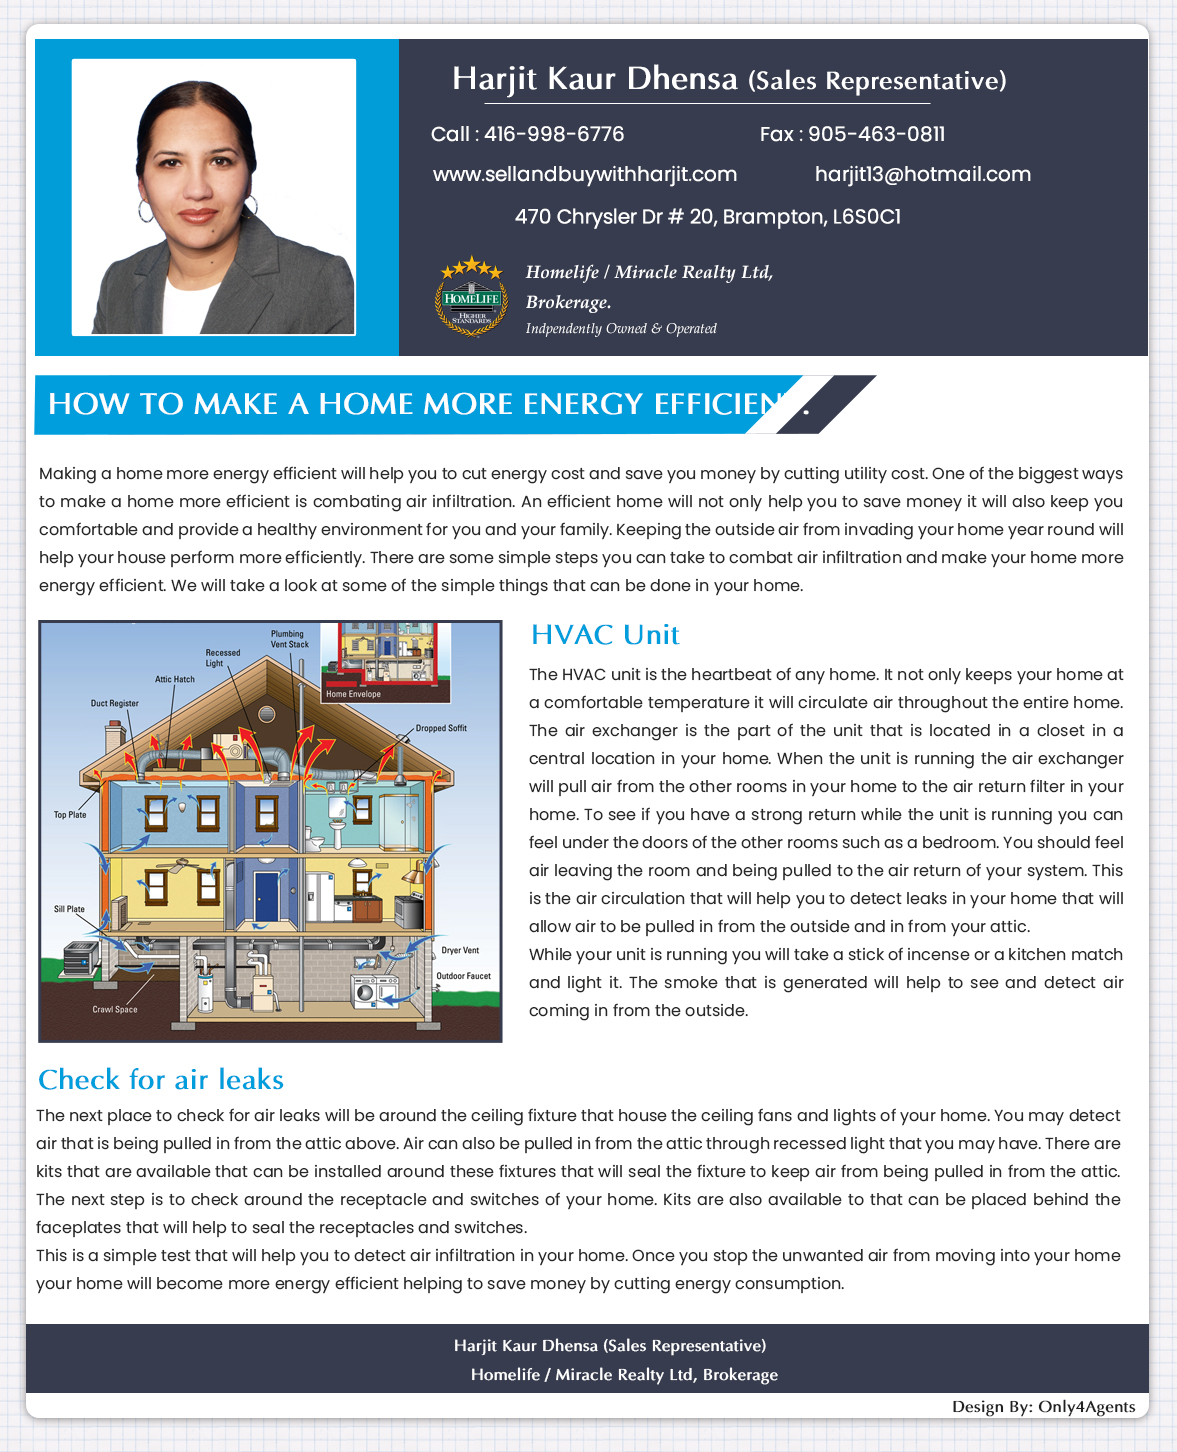 Harjit Kaur Dhensa (Sales Representative)
Call : 416-998-6776 Fax : 905-463-0811
www.sellandbuywithharjit.com harjit13@hotmail.com
470 Chrysler Dr # 20, Brampton, L6S0C1
HOMELIFE
HIGHER
STANDARDS
Homelife / Miracle Realty Ltd,
Brokerage.
Indpendently Owned & Operated
HOW TO MAKE A HOME MORE ENERGY EFFICIENT.
Making a home more energy efficient will help you to cut energy cost and save you money by cutting utility cost. One of the biggest ways
to make a home more efficient is combating air infiltration. An efficient home will not only help you to save money it will also keep you
comfortable and provide a healthy environment for you and your family. Keeping the outside air from invading your home year round will
help your house perform more efficiently. There are some simple steps you can take to combat air infiltration and make your home more
energy efficient. We will take a look at some of the simple things that can be done in your home.
Plumbing
Vent Stack
Recessed
Light
Attic Hatch
Duct Register
Home Envelope
Dropped Soffit
Top Plate
Sill Plate
Dryer Vent
Outdoor Faucet
Crawl Space
HVAC Unit
The HVAC unit is the heartbeat of any home. It not only keeps your home at
a comfortable temperature it will circulate air throughout the entire home.
The air exchanger is the part of the unit that is located in a closet in a
central location in your home. When the unit is running the air exchanger
will pull air from the other rooms in your home to the air return filter in your
home. To see if you have a strong return while the unit is running you can
feel under the doors of the other rooms such as a bedroom. You should feel
air leaving the room and being pulled to the air return of your system. This
is the air circulation that will help you to detect leaks in your home that will
allow air to be pulled in from the outside and in from your attic.
While your unit is running you will take a stick of incense or a kitchen match
and light it. The smoke that is generated will help to see and detect air
coming in from the outside.
Check for air leaks
The next place to check for air leaks will be around the ceiling fixture that house the ceiling fans and lights of your home. You may detect
air that is being pulled in from the attic above. Air can also be pulled in from the attic through recessed light that you may have. There are
kits that are available that can be installed around these fixtures that will seal the fixture to keep air from being pulled in from the attic.
The next step is to check around the receptacle and switches of your home. Kits are also available to that can be placed behind the
faceplates that will help to seal the receptacles and switches.
This is a simple test that will help you to detect air infiltration in your home. Once you stop the unwanted air from moving into your home
your home will become more energy efficient helping to save money by cutting energy consumption.
Harjit Kaur Dhensa (Sales Representative)
Homelife / Miracle Realty Ltd, Brokerage
Design By: Only4Agents